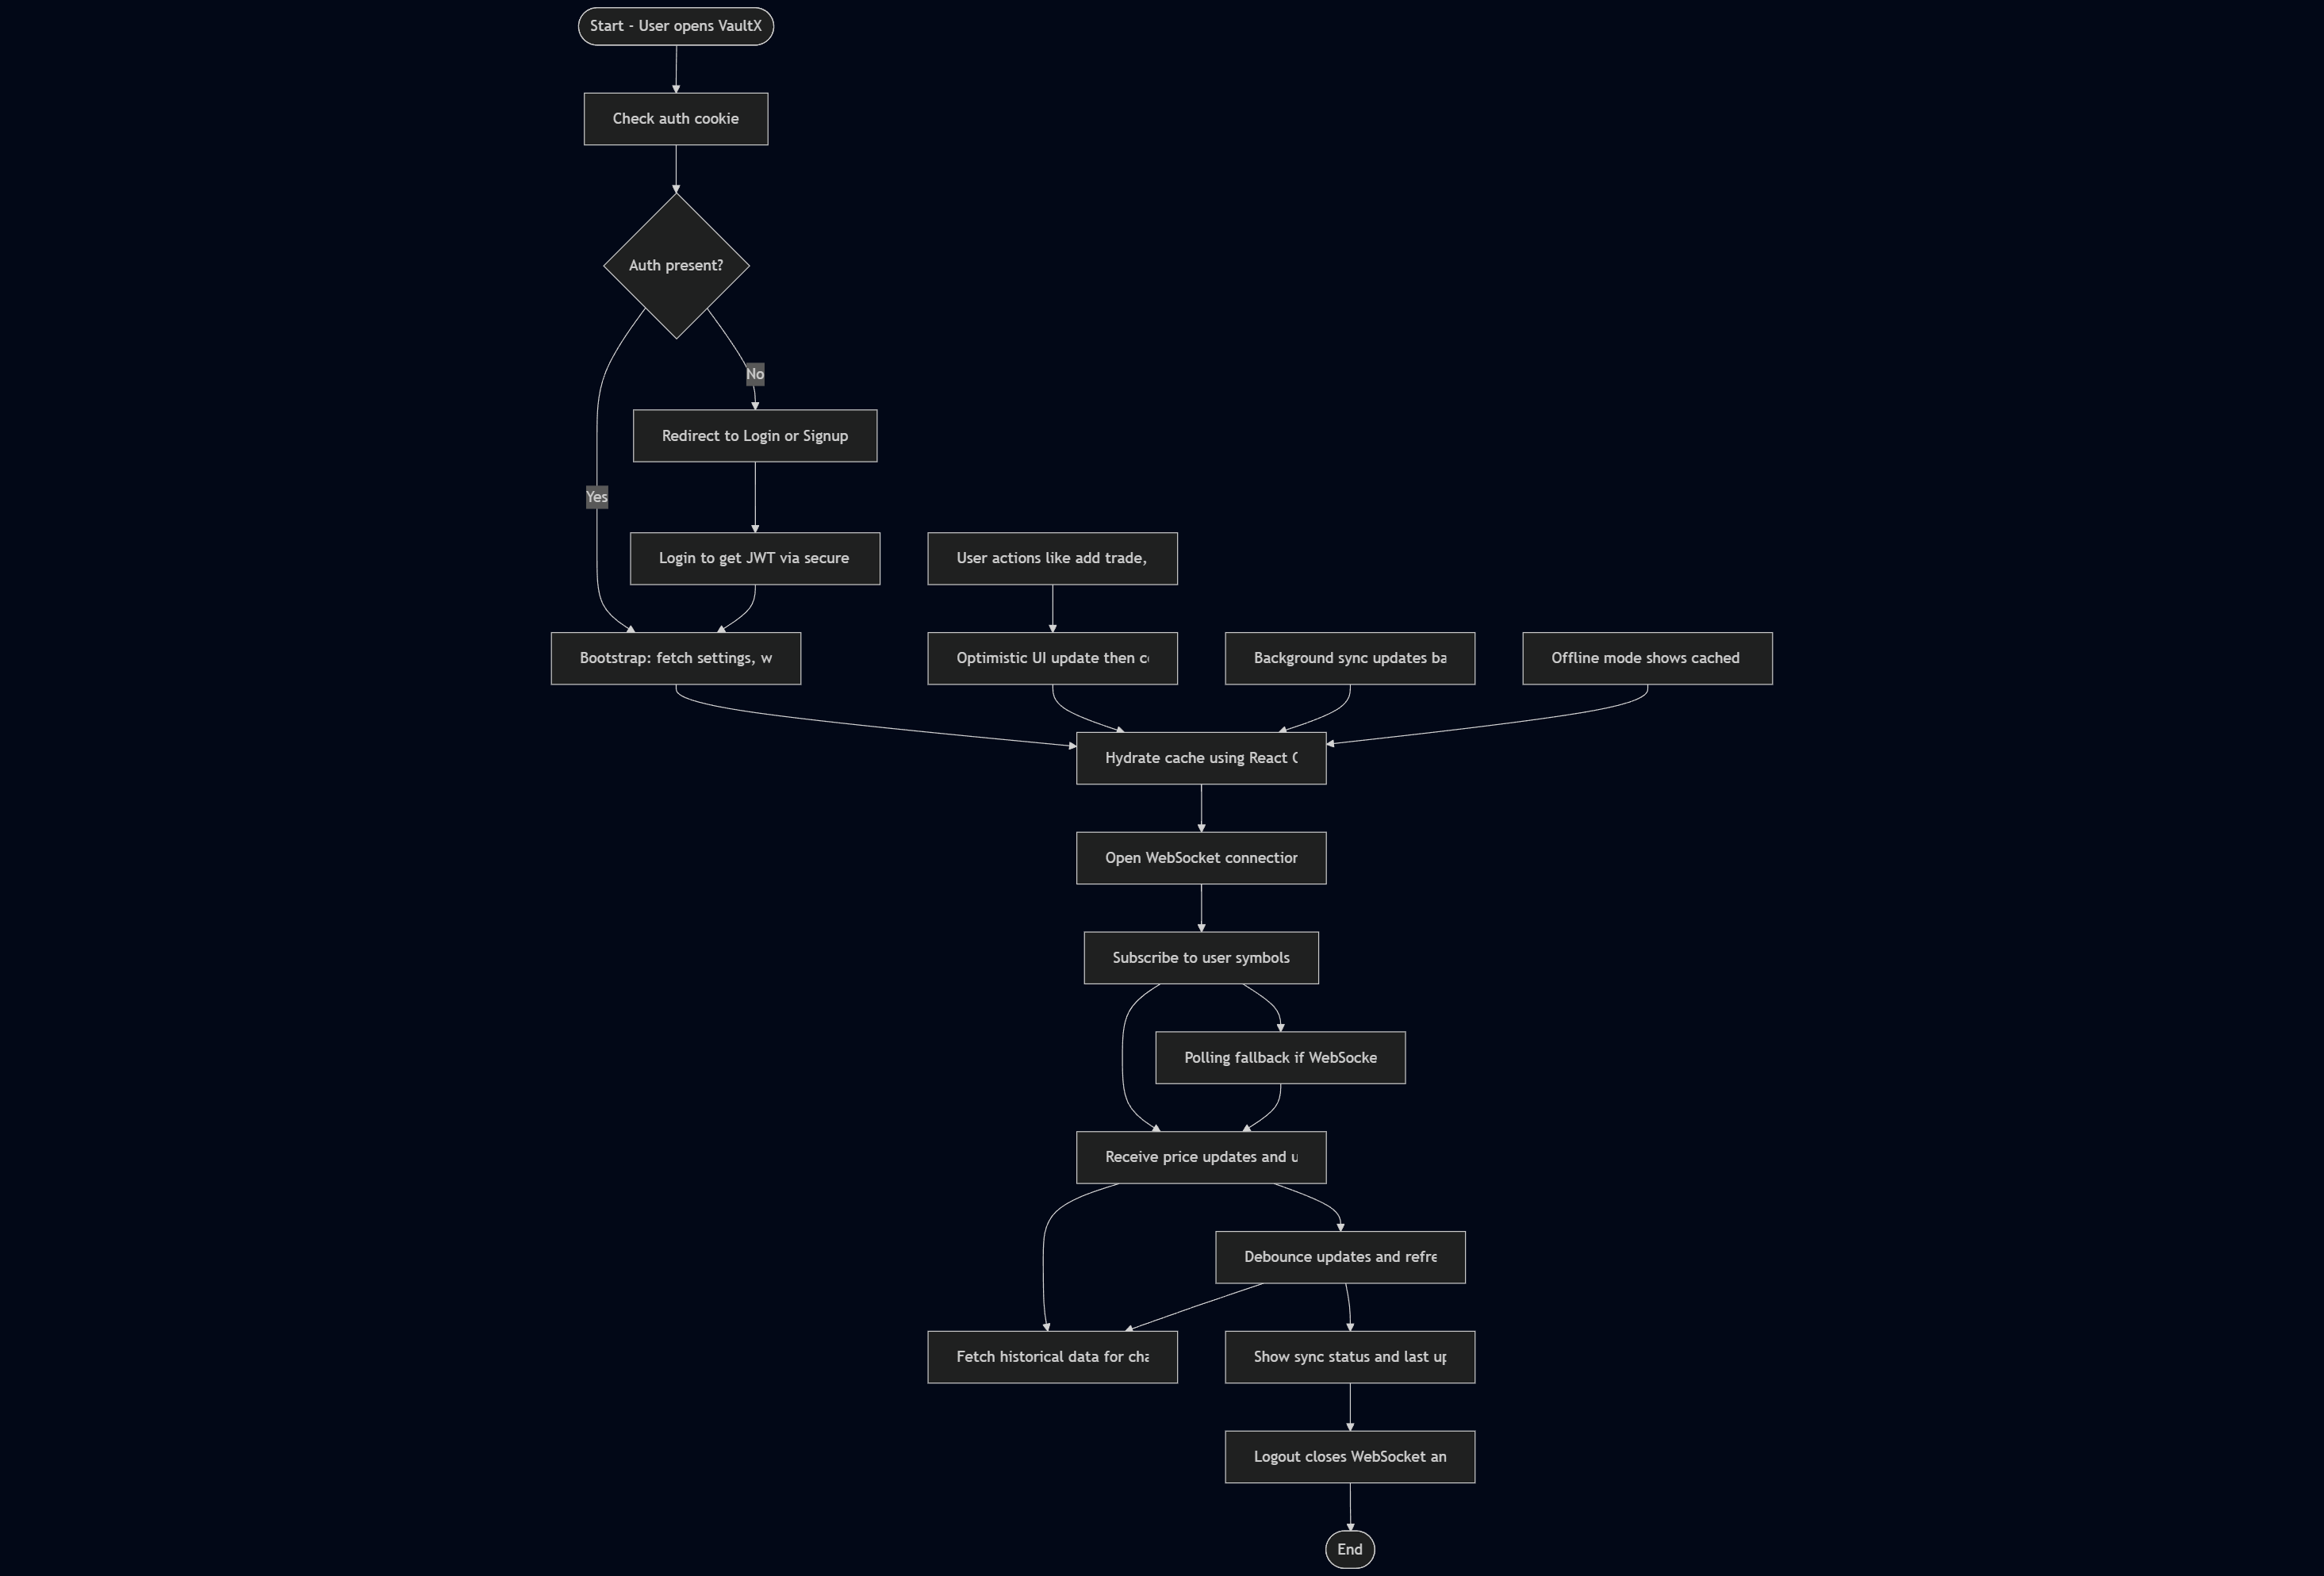 Start - User opens VaultX
Check auth cookie
Auth present?
No
Redirect to Login or Signup
Yes
Login to get JWT via secure
User actions like add trade,
Bootstrap: fetch settings, w
Optimistic UI update then
Background sync updates ba
Offline mode shows cached
Hydrate cache using React
Open WebSocket connection
Subscribe to user symbols
Polling fallback if WebSocke
Receive price updates and u
Debounce updates and refre
Fetch historical data for cha
Show sync status and last up
Logout closes WebSocket an
End